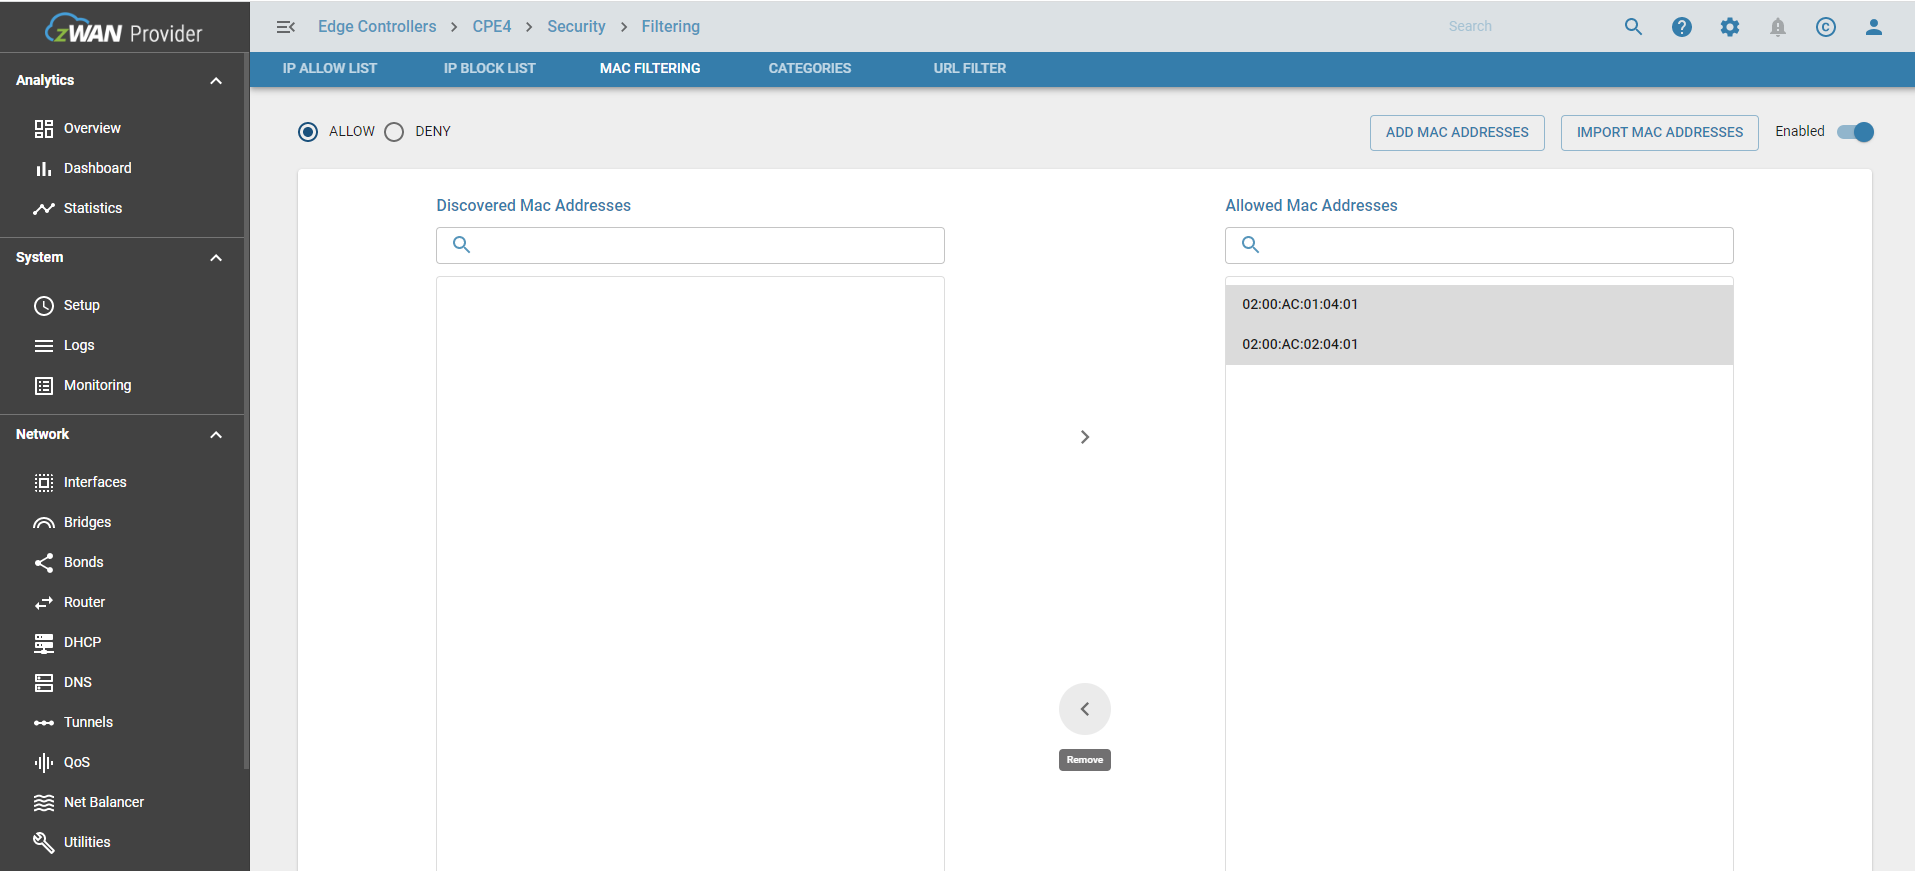 zWAN Provider
Edge Controllers > CPE4 > Security > Filtering
Search
IP ALLOW LIST
IP BLOCK LIST
MAC FILTERING
CATEGORIES
URL FILTER
Analytics
Overview
Dashboard
Statistics
System
Setup
Logs
Monitoring
Network
Interfaces
Bridges
Bonds
Router
DHCP
DNS
Tunnels
QoS
Net Balancer
Utilities
ALLOW
DENY
ADD MAC ADDRESSES
IMPORT MAC ADDRESSES
Enabled
Discovered Mac Addresses
Remove
Allowed Mac Addresses
02:00:AC:01:04:01
02:00:AC:02:04:01